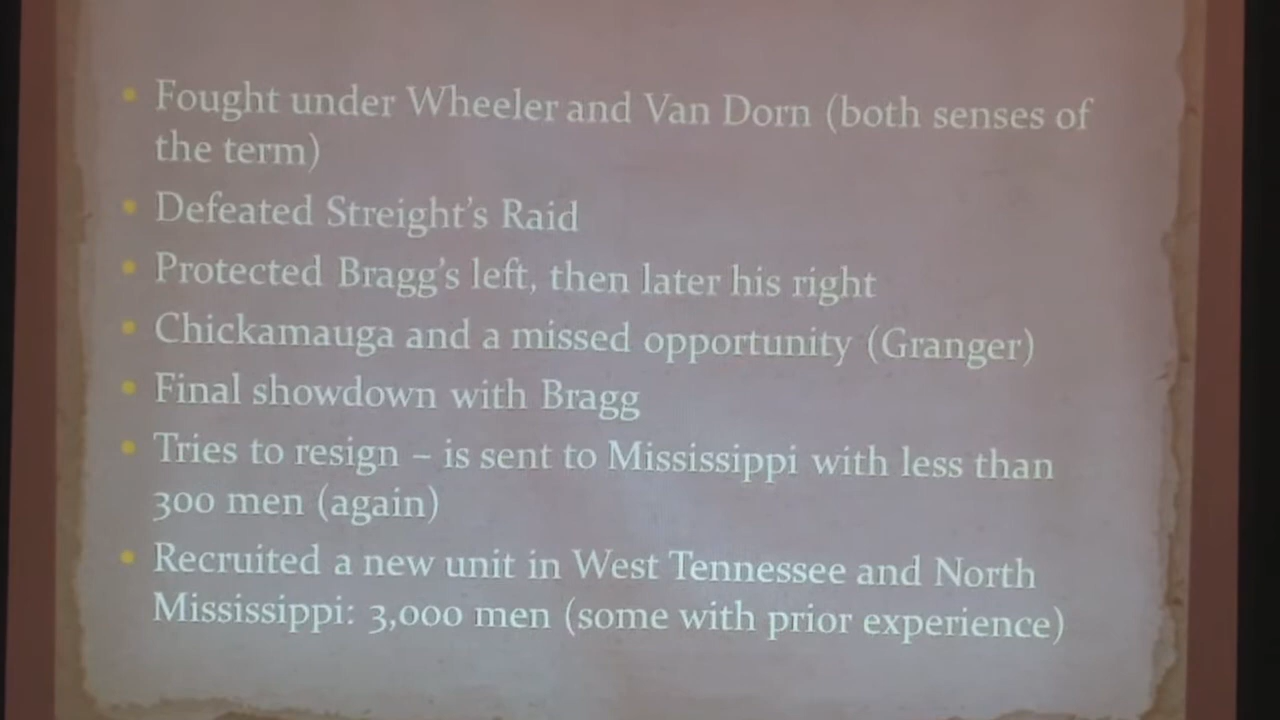 • Fought under Wheeler and Van Dorn (both senses of
the term)
• Defeated Streight's Raid
• Protected Bragg's left, then later his right
• Chickamauga and a missed opportunity (Granger)
• Final showdown with Bragg
• Tries to resign – is sent to Mississippi with less than
300 men (again)
• Recruited a new unit in West Tennessee and North
Mississippi: 3,000 men (some with prior experience)